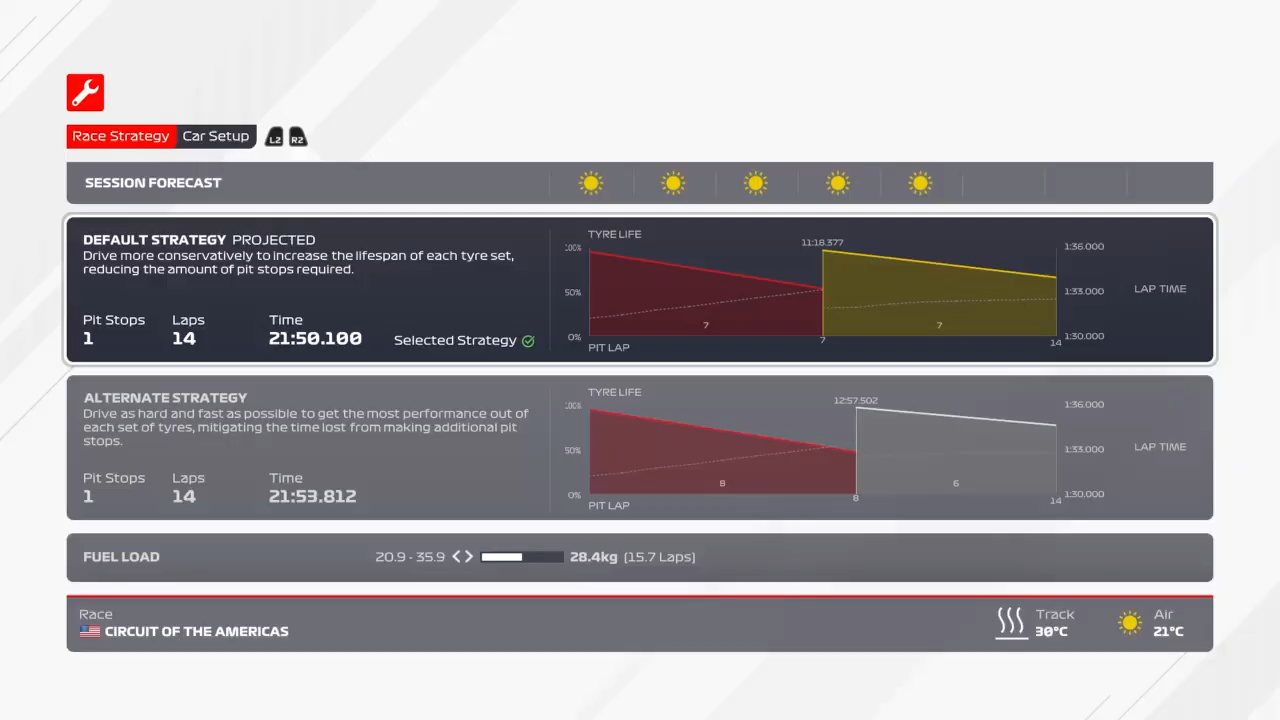 Race Strategy Car Setup L2 R2
SESSION FORECAST
DEFAULT STRATEGY PROJECTED
Drive more conservatively to increase the lifespan of each tyre set,
reducing the amount of pit stops required.
Pit Stops Laps Time
1 14 21:50.100 Selected Strategy
TYRE LIFE
100%
50%
0%
11:18.377
7
7
7
14
PIT LAP
1:36.000
1:33.000
1:30.000
LAP TIME
ALTERNATE STRATEGY
Drive as hard and fast as possible to get the most performance out of
each set of tyres, mitigating the time lost from making additional pit
stops.
Pit Stops Laps Time
1 14 21:53.812
TYRE LIFE
100%
50%
0%
12:57.502
8
6
8
14
PIT LAP
1:36.000
1:33.000
1:30.000
LAP TIME
FUEL LOAD 20.9 - 35.9 28.4kg (15.7 Laps)
Race
CIRCUIT OF THE AMERICAS
Track
30°C
Air
21°C